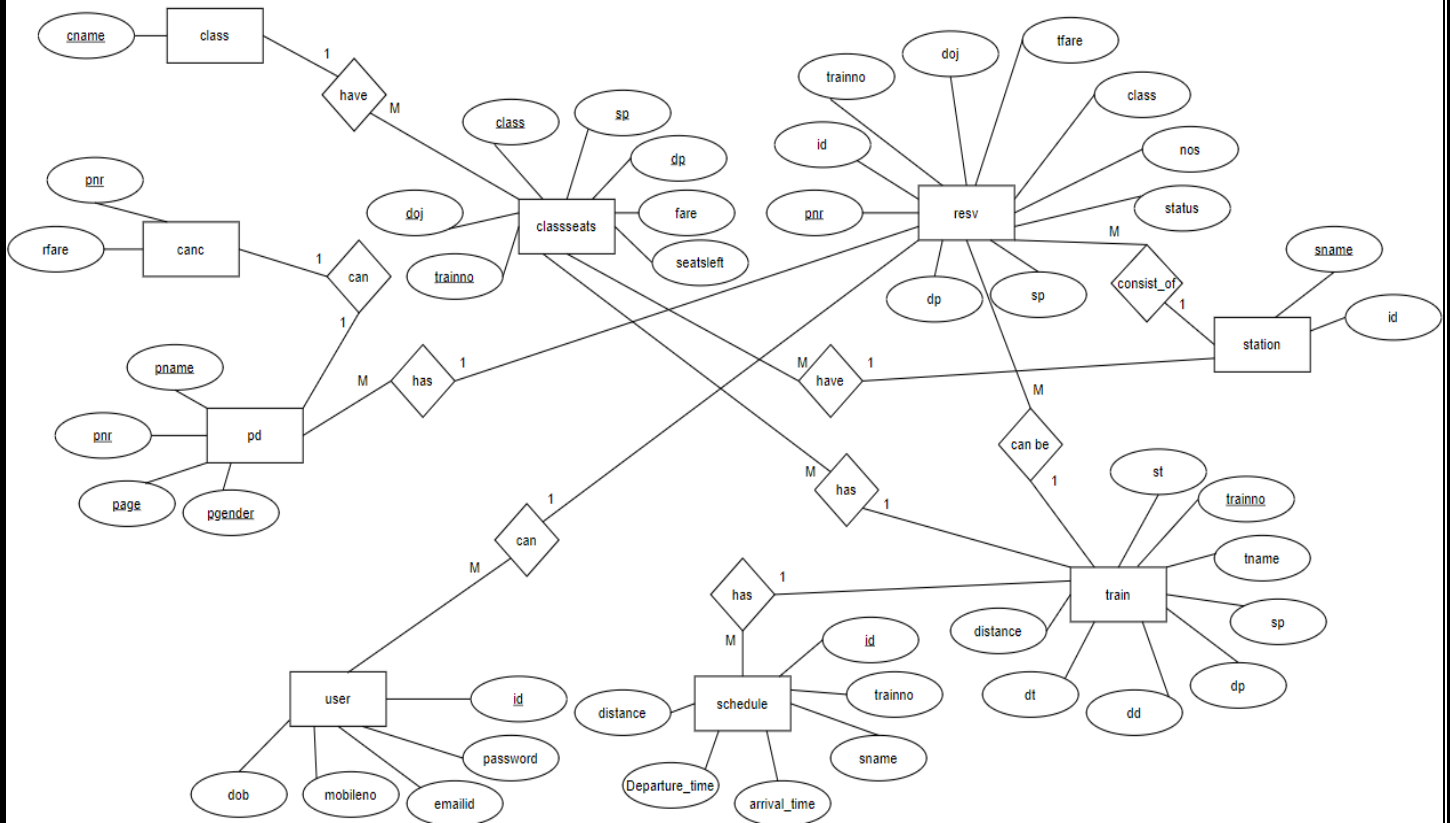 cname
class
1
have
M
class
sp
dp
doj
classseats
fare
seatsleft
trainno
tfare
doj
trainno
class
id
nos
pnr
resv
status
dp
sp
M
consist_of
1
sname
station
id
pnr
rfare
canc
1
can
1
pname
pnr
pd
page
pgender
M
has
1
M
have
1
M
can be
1
M
has
1
1
can
M
st
trainno
tname
train
sp
distance
dp
dt
dd
has
1
M
id
trainno
schedule
distance
sname
Departure_time
arrival_time
user
id
password
dob
mobileno
emailid